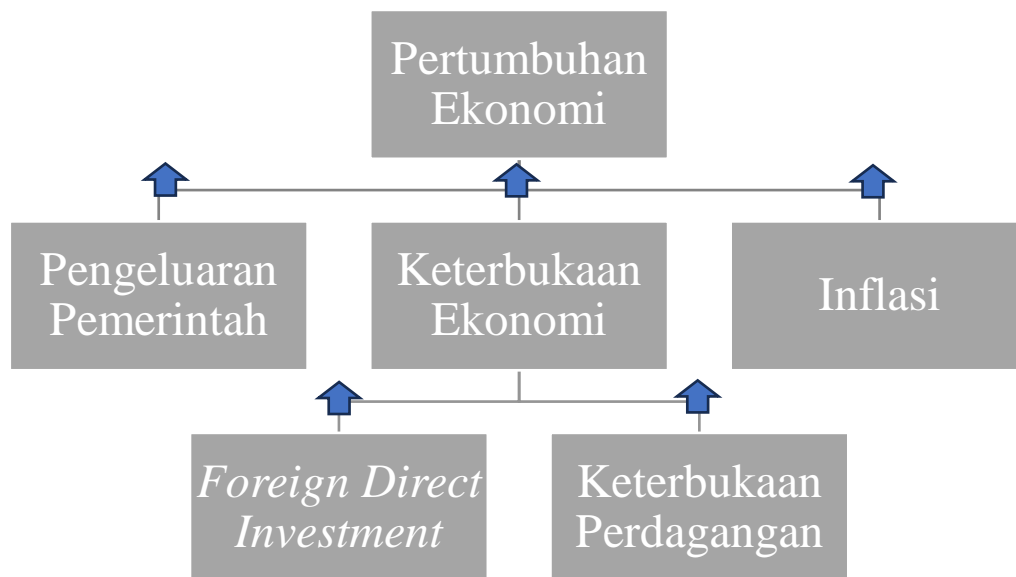 Pertumbuhan
Ekonomi
Pengeluaran
Pemerintah
Keterbukaan
Ekonomi
Inflasi
Foreign Direct
Investment
Keterbukaan
Perdagangan